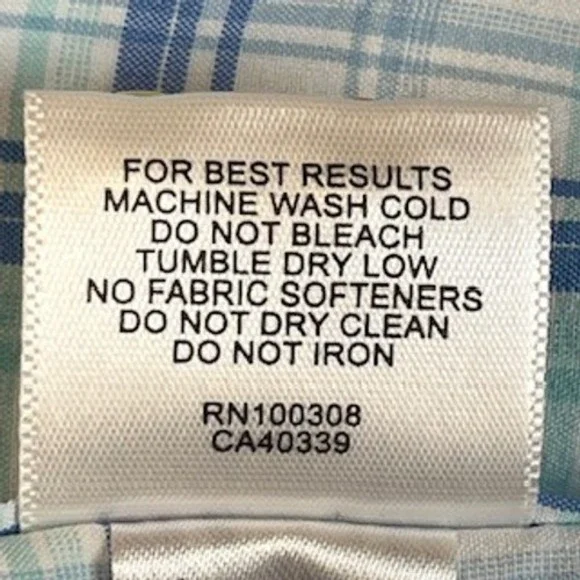 FOR BEST RESULTS
MACHINE WASH COLD
DO NOT BLEACH
TUMBLE DRY LOW
NO FABRIC SOFTENERS
DO NOT DRY CLEAN
DO NOT IRON
RN100308
CA40339